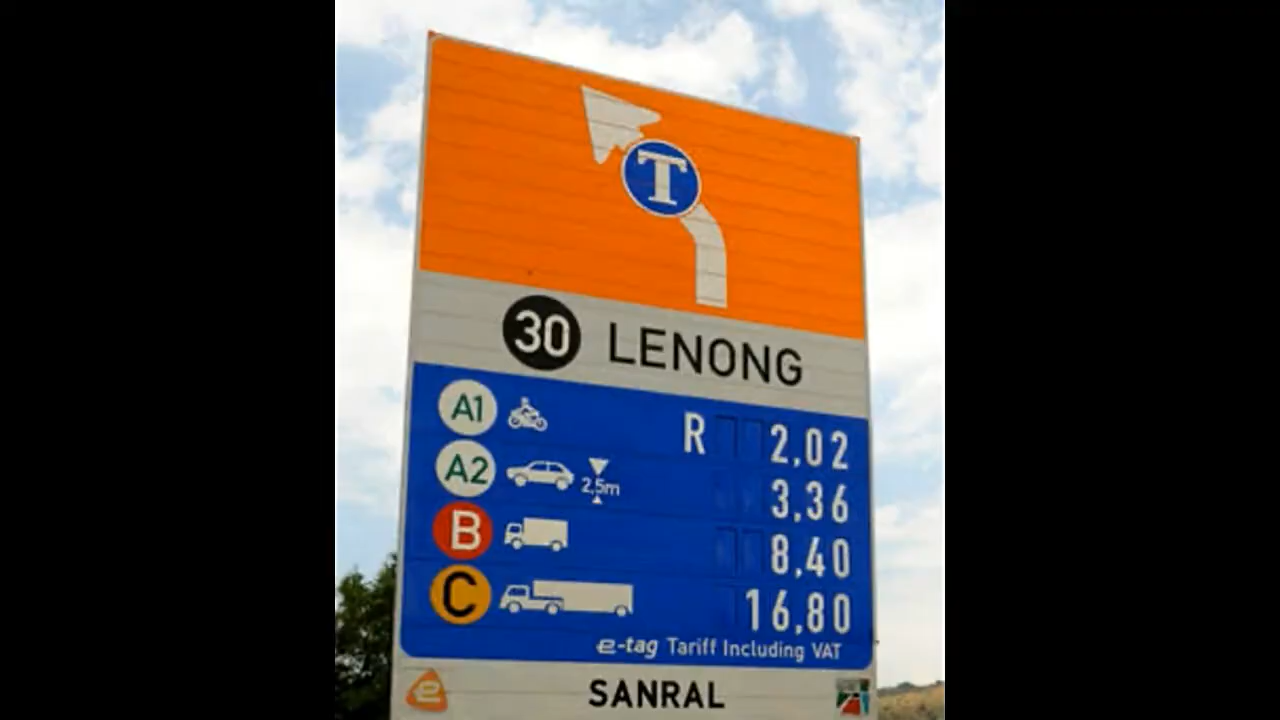 T
30 LENONG
A1 R 2,02
A2 2,5m 3,36
B 8,40
C 16,80
e-tag Tariff Including VAT
e SANRAL